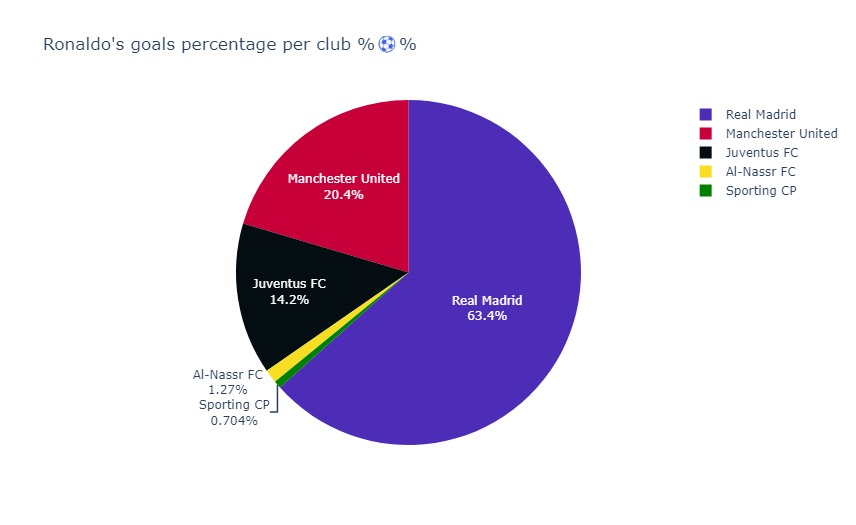 Ronaldo's goals percentage per club %⚽%
Real Madrid
Manchester United
Juventus FC
Al-Nassr FC
Sporting CP
Manchester United
20.4%
Juventus FC
14.2%
Real Madrid
63.4%
Al-Nassr FC
1.27%
Sporting CP
0.704%